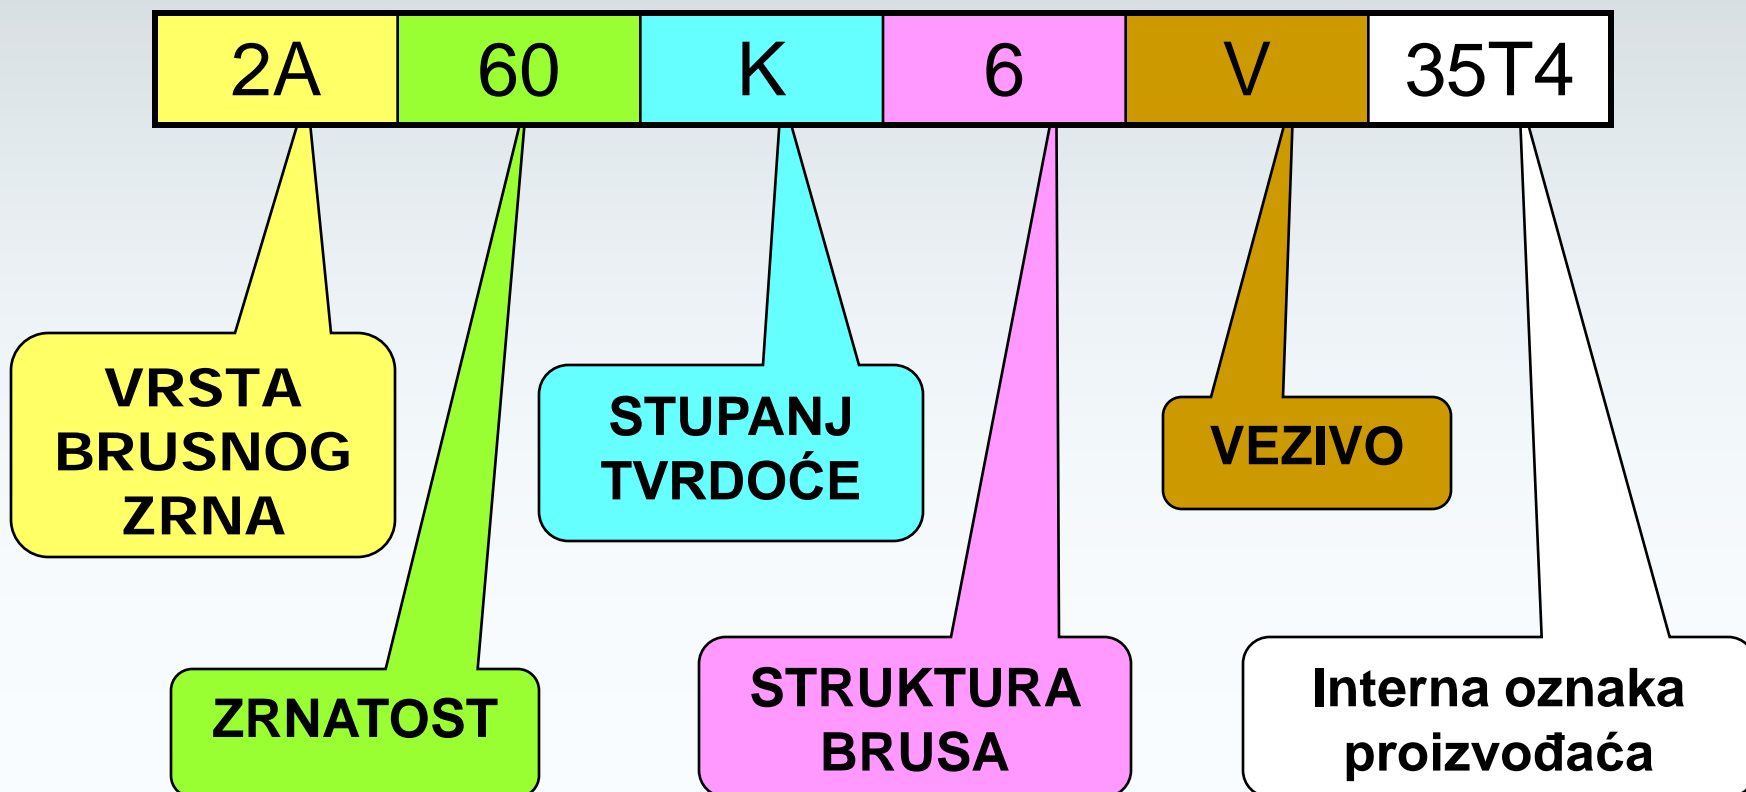 2A 60 K 6 V 35T4
VRSTA
BRUSNOG
ZRNA
STUPANJ
TVRDOĆE
VEZIVO
ZRNATOST
STRUKTURA
BRUSA
Interna oznaka
proizvođaća